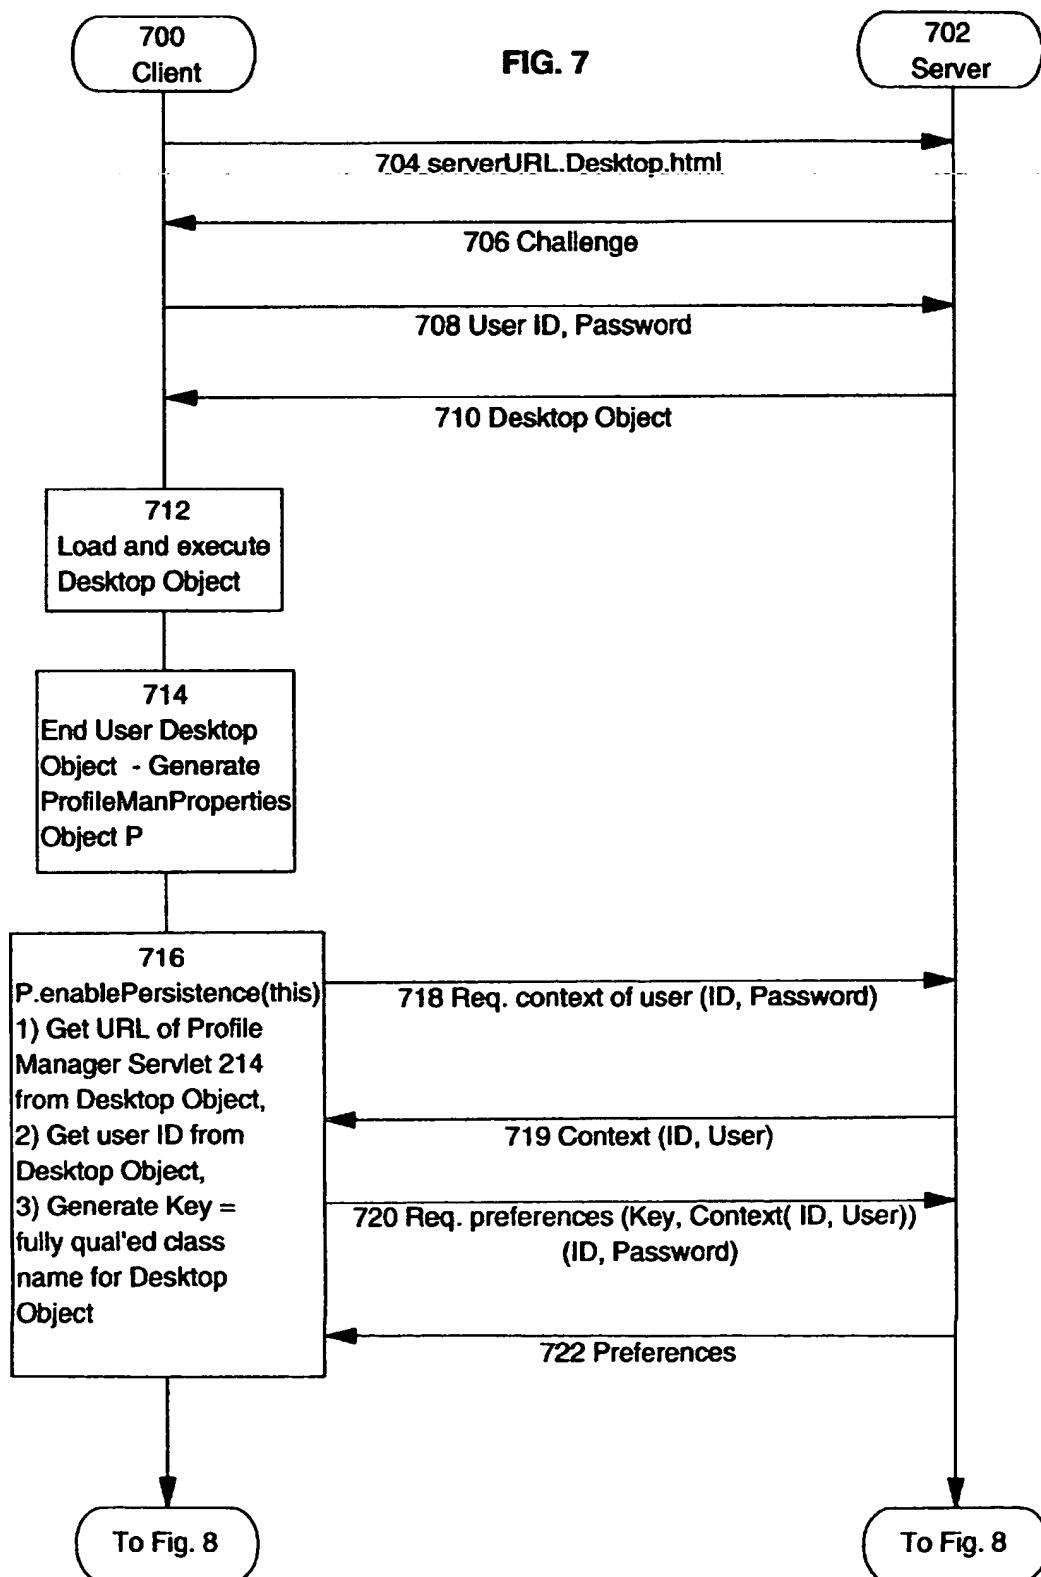 700
Client
FIG. 7
702
Server
704 serverURL.Desktop.html
706 Challenge
708 User ID, Password
710 Desktop Object
712
Load and execute
Desktop Object
714
End User Desktop
Object - Generate
ProfileManProperties
Object P
716
P.enablePersistence(this)
1) Get URL of Profile
Manager Servlet 214
from Desktop Object,
2) Get user ID from
Desktop Object,
3) Generate Key =
fully qual'ed class
name for Desktop
Object
718 Req. context of user (ID, Password)
719 Context (ID, User)
720 Req. preferences (Key, Context( ID, User))
(ID, Password)
722 Preferences
To Fig. 8
To Fig. 8